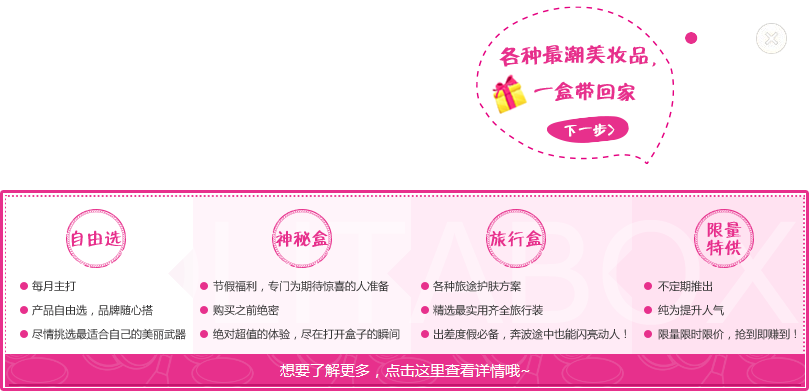 各种最潮美妆品,
一盒带回家
下一步>
自由选
神秘盒
旅行盒
限量
特供
每月主打
产品自由选，品牌随心搭
尽情挑选最适合自己的美丽武器
节假福利，专门为期待惊喜的人准备
购买之前绝密
绝对超值的体验，尽在打开盒子的瞬间
各种旅途护肤方案
精选最实用齐全旅行装
出差度假必备，奔波途中也能闪亮动人！
不定期推出
纯为提升人气
限量限时限价，抢到即赚到！
想要了解更多，点击这里查看详情哦~